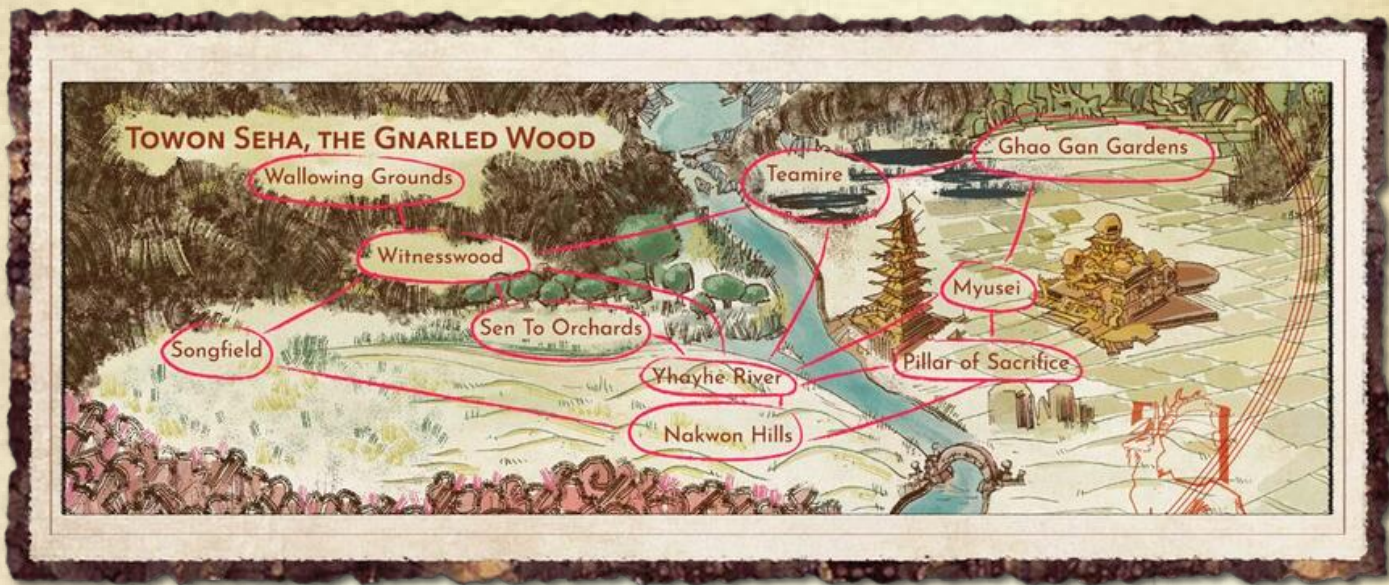 TOWON SEHA, THE GNARLED WOOD
Wallowing Grounds
Teamire
Ghao Gan Gardens
Witnesswood
Myusei
Sen To Orchards
Songfield
Pillar of Sacrifice
Yhayhe River
Nakwon Hills